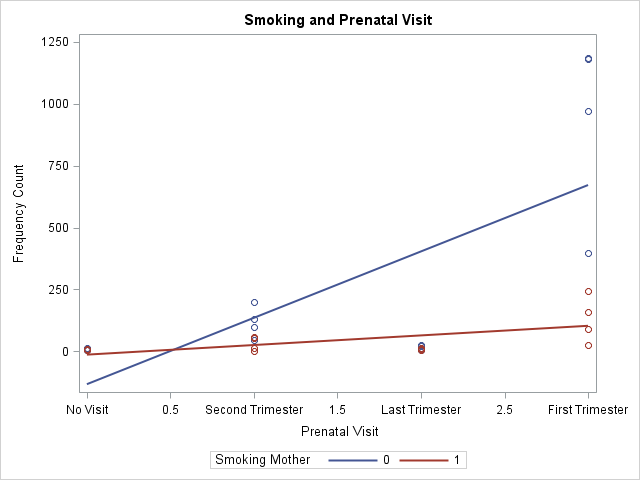 Smoking and Prenatal Visit
1250
1000
750
500
250
0
Frequency Count
No Visit 0.5 Second Trimester 1.5 Last Trimester 2.5 First Trimester
Prenatal Visit
Smoking Mother 0 1